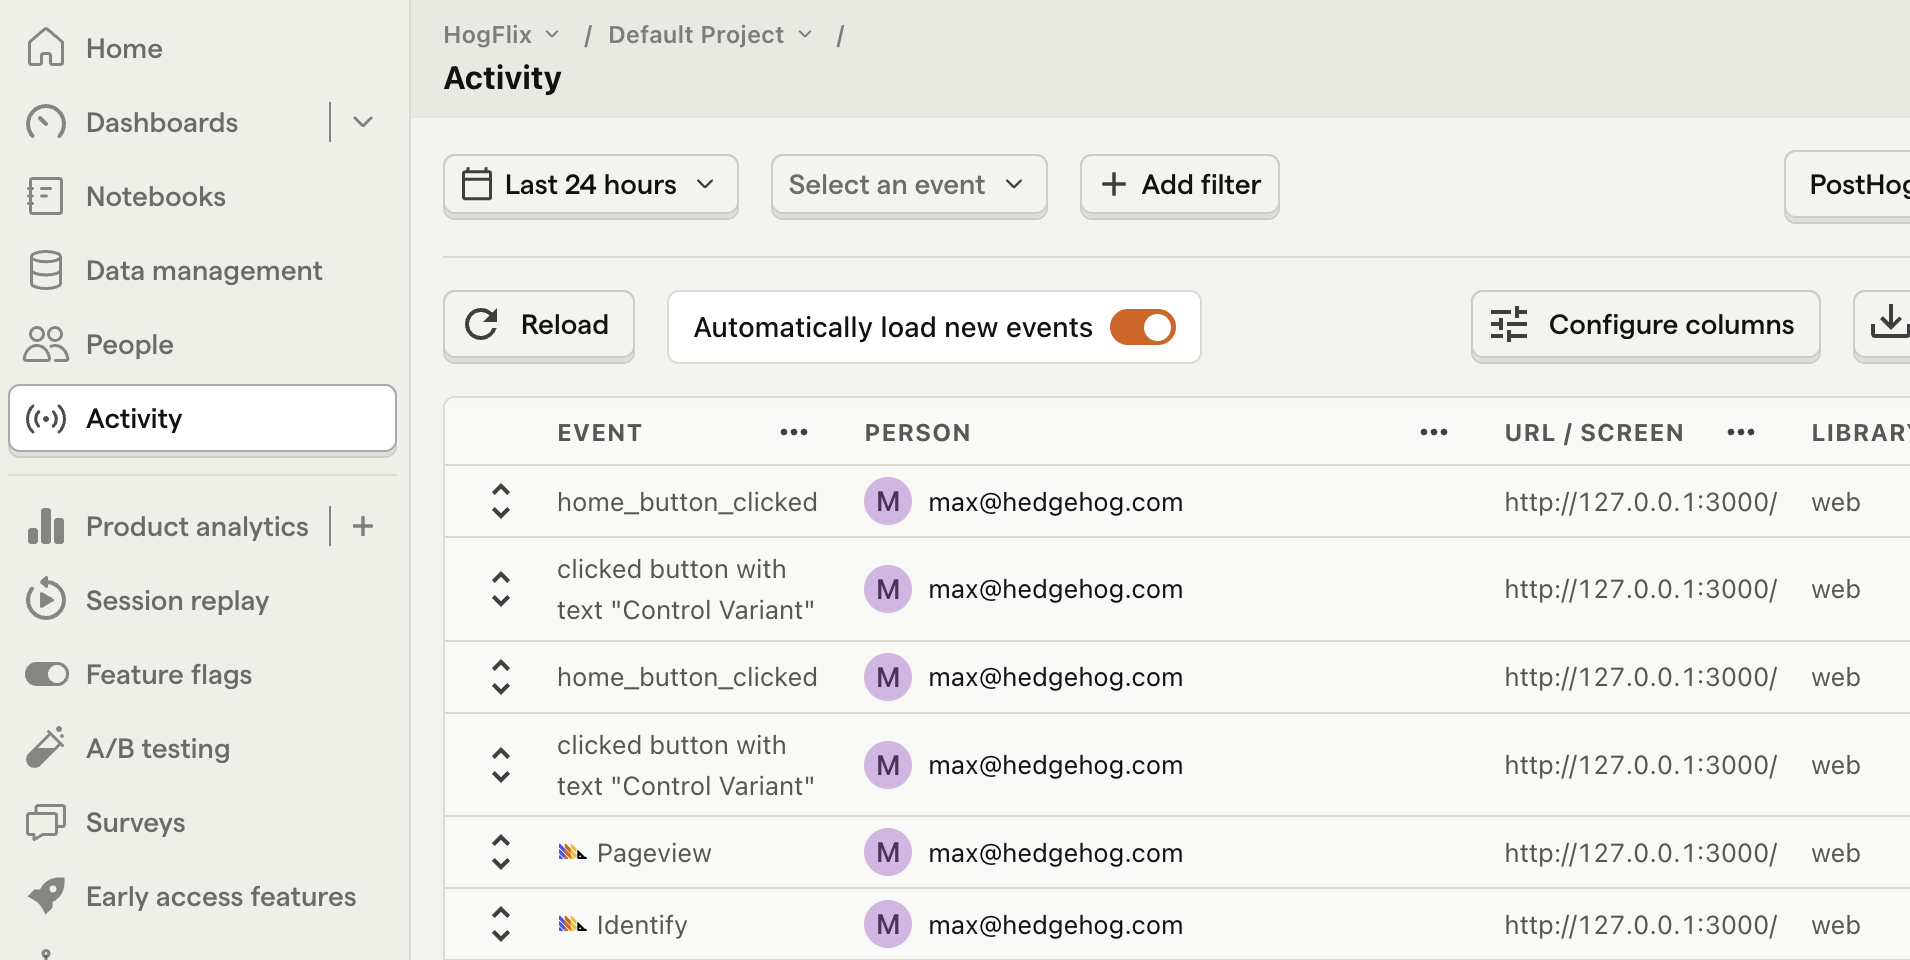 Home
Dashboards
Notebooks
Data management
People
Activity
Product analytics
Session replay
Feature flags
A/B testing
Surveys
Early access features
HogFlix / Default Project /
Activity
Last 24 hours
Select an event
Add filter
PostHog
Reload
Automatically load new events
Configure columns
EVENT PERSON URL / SCREEN LIBRARY
home_button_clicked M max@hedgehog.com http://127.0.0.1:3000/ web
clicked button with
text "Control Variant" M max@hedgehog.com http://127.0.0.1:3000/ web
home_button_clicked M max@hedgehog.com http://127.0.0.1:3000/ web
clicked button with
text "Control Variant" M max@hedgehog.com http://127.0.0.1:3000/ web
Pageview M max@hedgehog.com http://127.0.0.1:3000/ web
Identify M max@hedgehog.com http://127.0.0.1:3000/ web